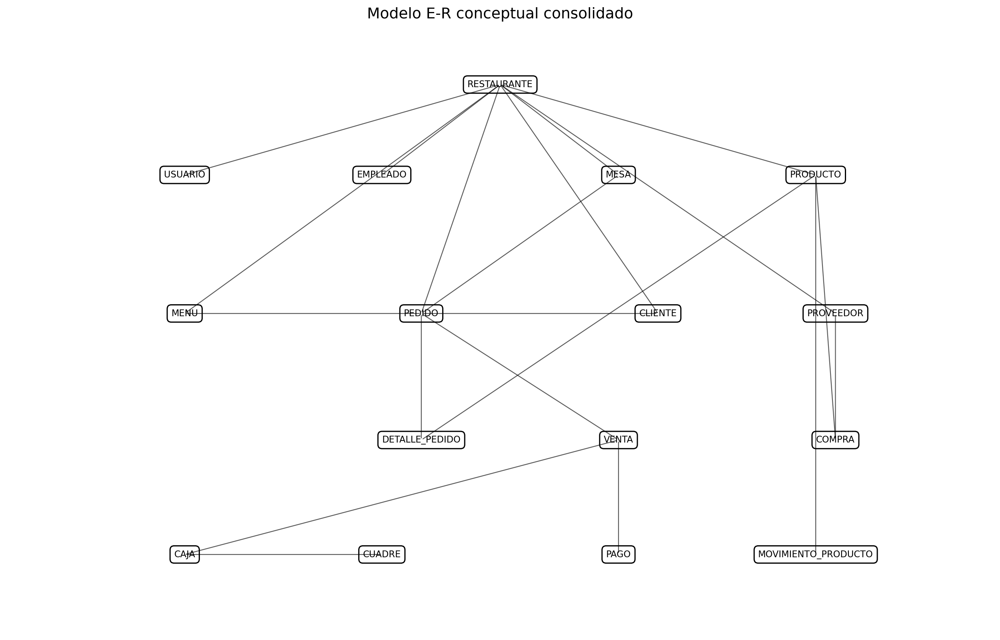 Modelo E-R conceptual consolidado
RESTAURANTE
USUARIO
EMPLEADO
MESA
PRODUCTO
MENU
PEDIDO
CLIENTE
PROVEEDOR
DETALLE_PEDIDO
VENTA
COMPRA
CAJA
CUADRE
PAGO
MOVIMIENTO_PRODUCTO